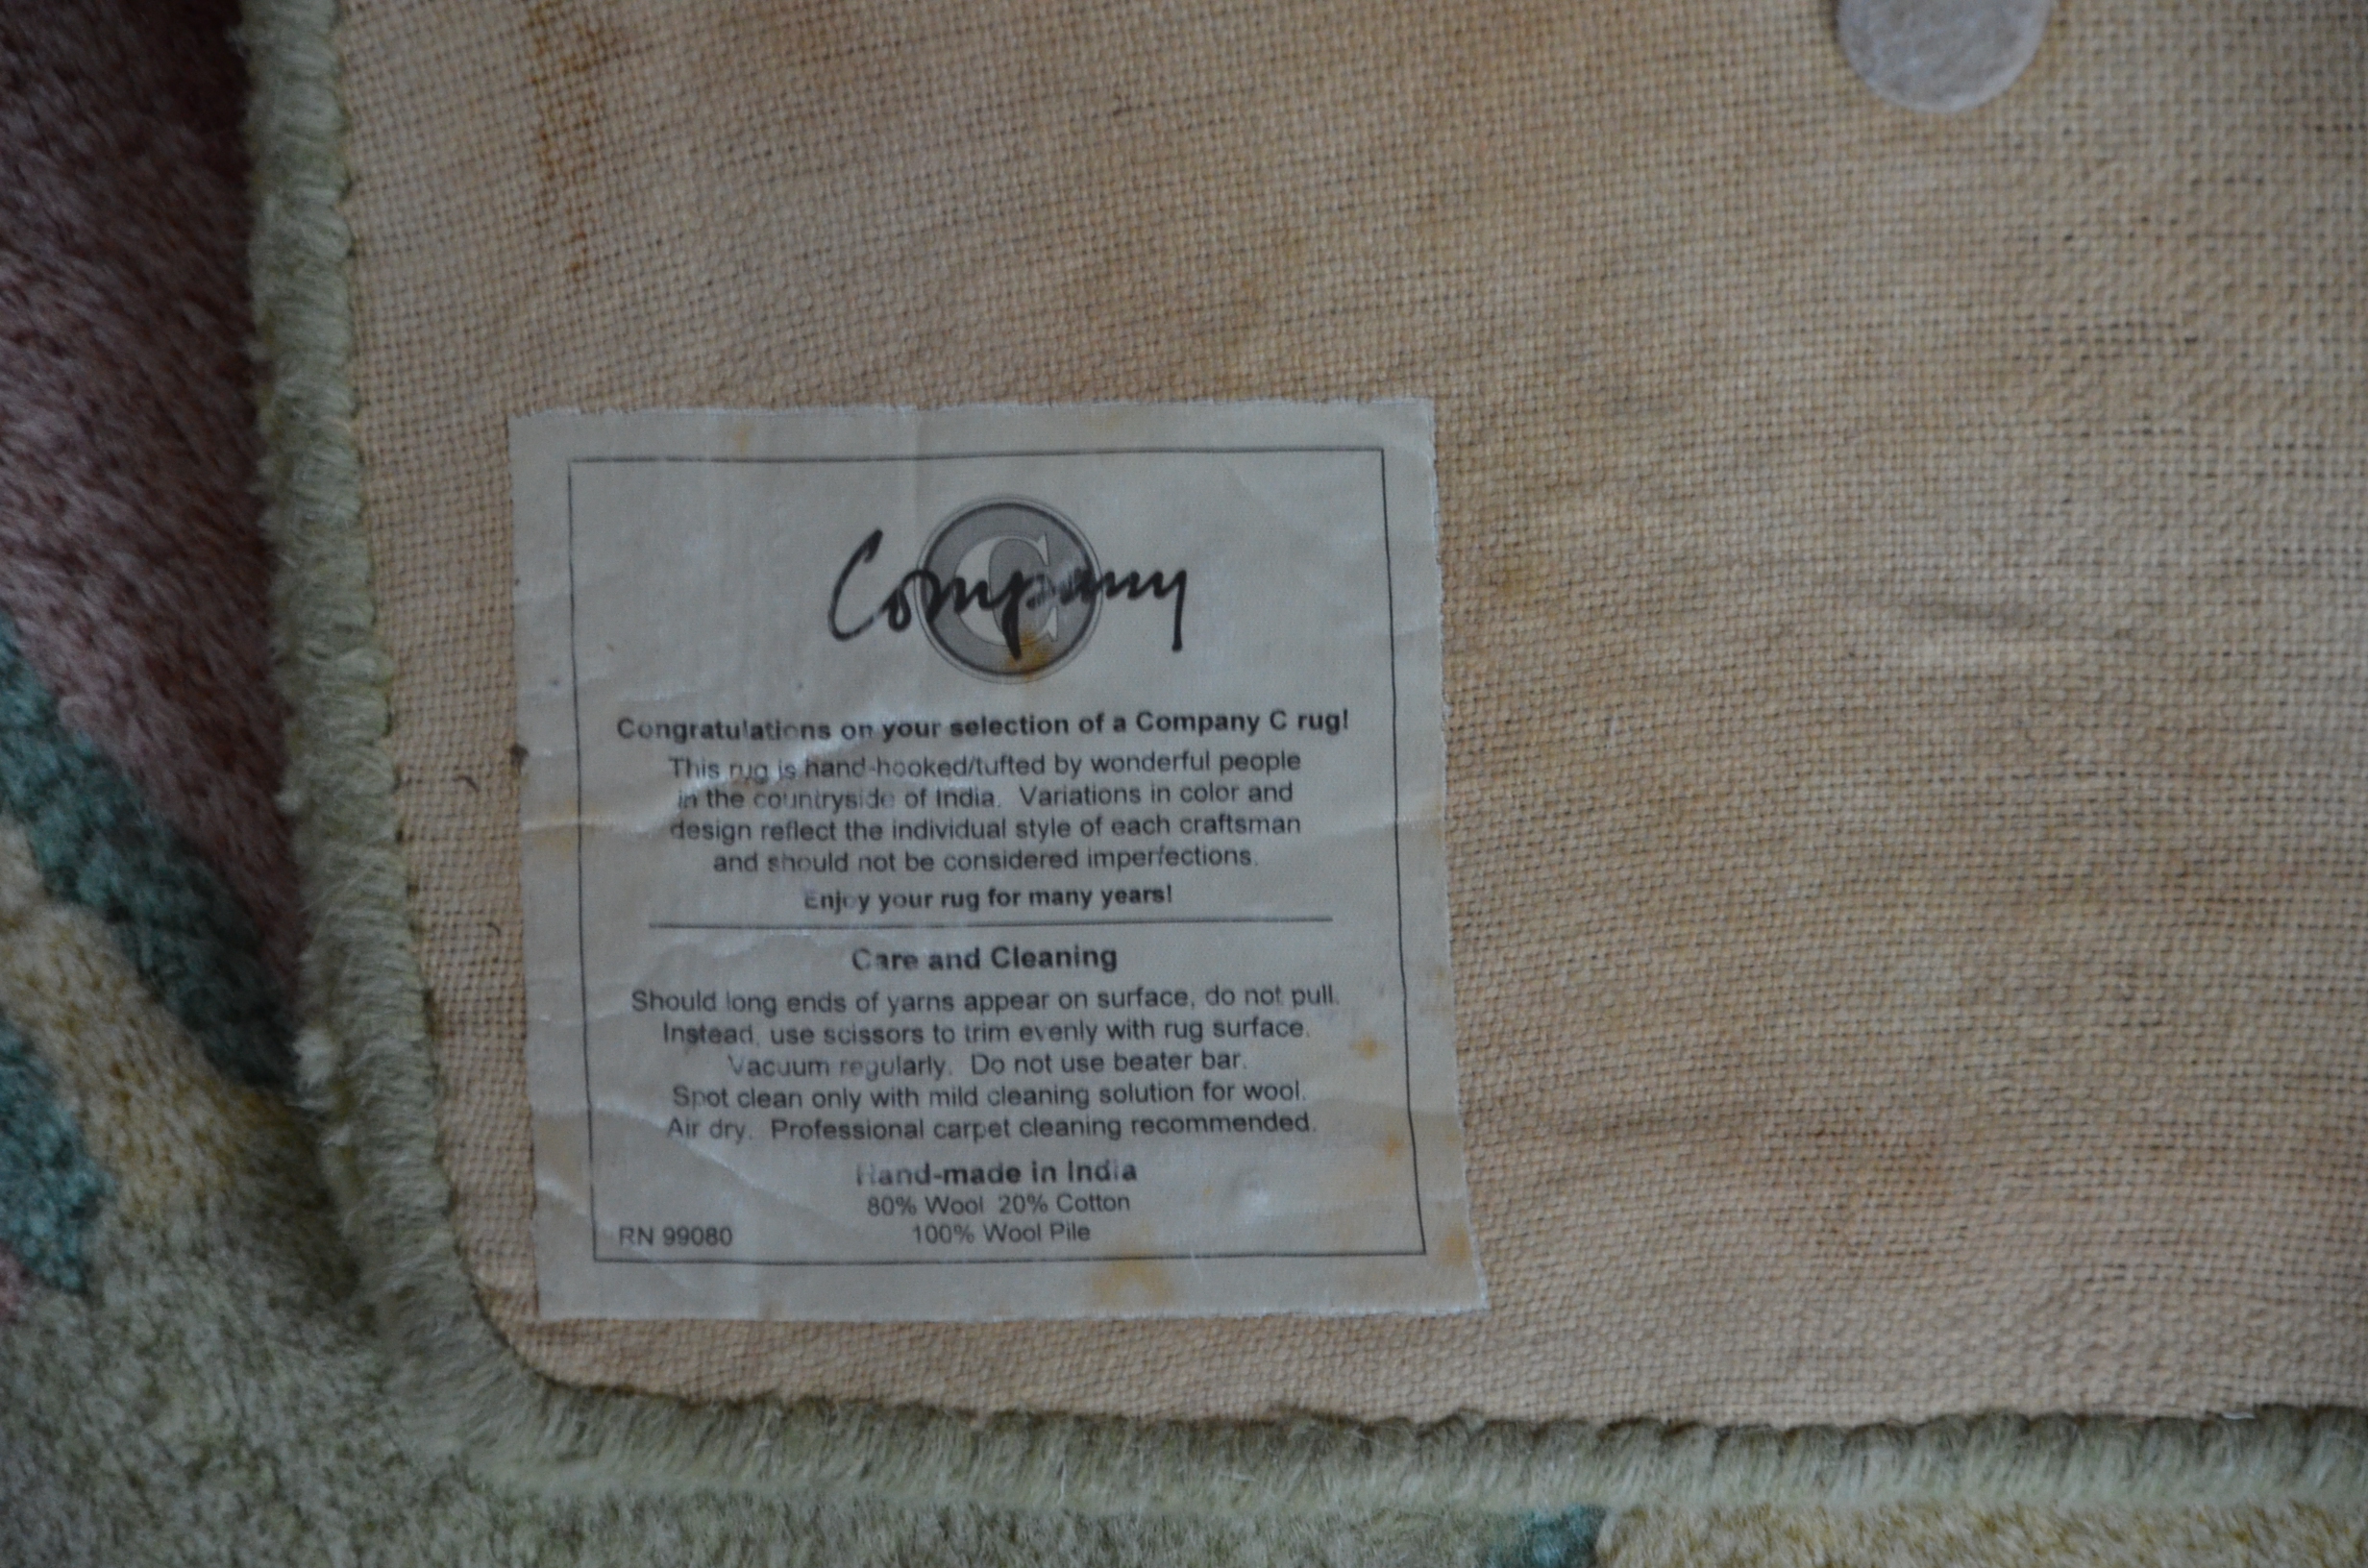 Company
C
Congratulations on your selection of a Company C rug!
This rug is hand-hooked/tufted by wonderful people
in the countryside of India. Variations in color and
design reflect the individual style of each craftsman
and should not be considered imperfections.
Enjoy your rug for many years!
Care and Cleaning
Should long ends of yarns appear on surface, do not pull.
Instead, use scissors to trim evenly with rug surface.
Vacuum regularly. Do not use beater bar.
Spot clean only with mild cleaning solution for wool.
Air dry. Professional carpet cleaning recommended.
Hand-made in India
80% Wool 20% Cotton
RN 99080 100% Wool Pile